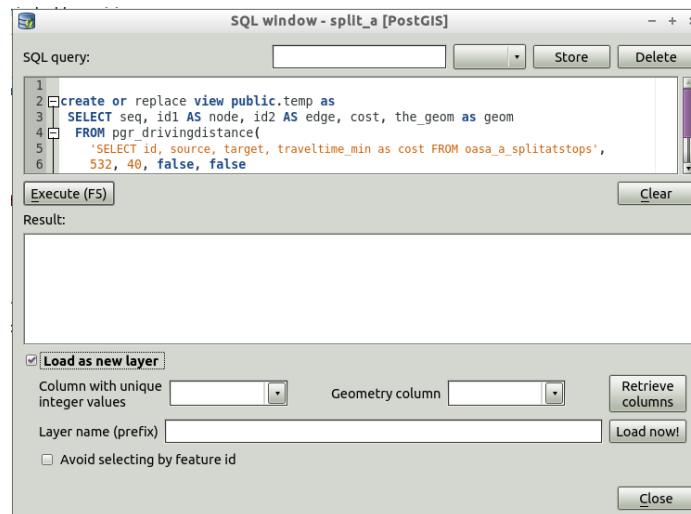 SQL window - split_a [PostGIS]
SQL query:
Store
Delete
1
2 create or replace view public.temp as
3 SELECT seq, id1 AS node, id2 AS edge, cost, the_geom as geom
4 FROM pgr_drivingdistance(
5 'SELECT id, source, target, traveltime_min as cost FROM oasa_a_splitatstops',
6 532, 40, false, false
Execute (F5)
Clear
Result:
Load as new layer
Column with unique
integer values
Geometry column
Retrieve
columns
Layer name (prefix)
Load now!
Avoid selecting by feature id
Close